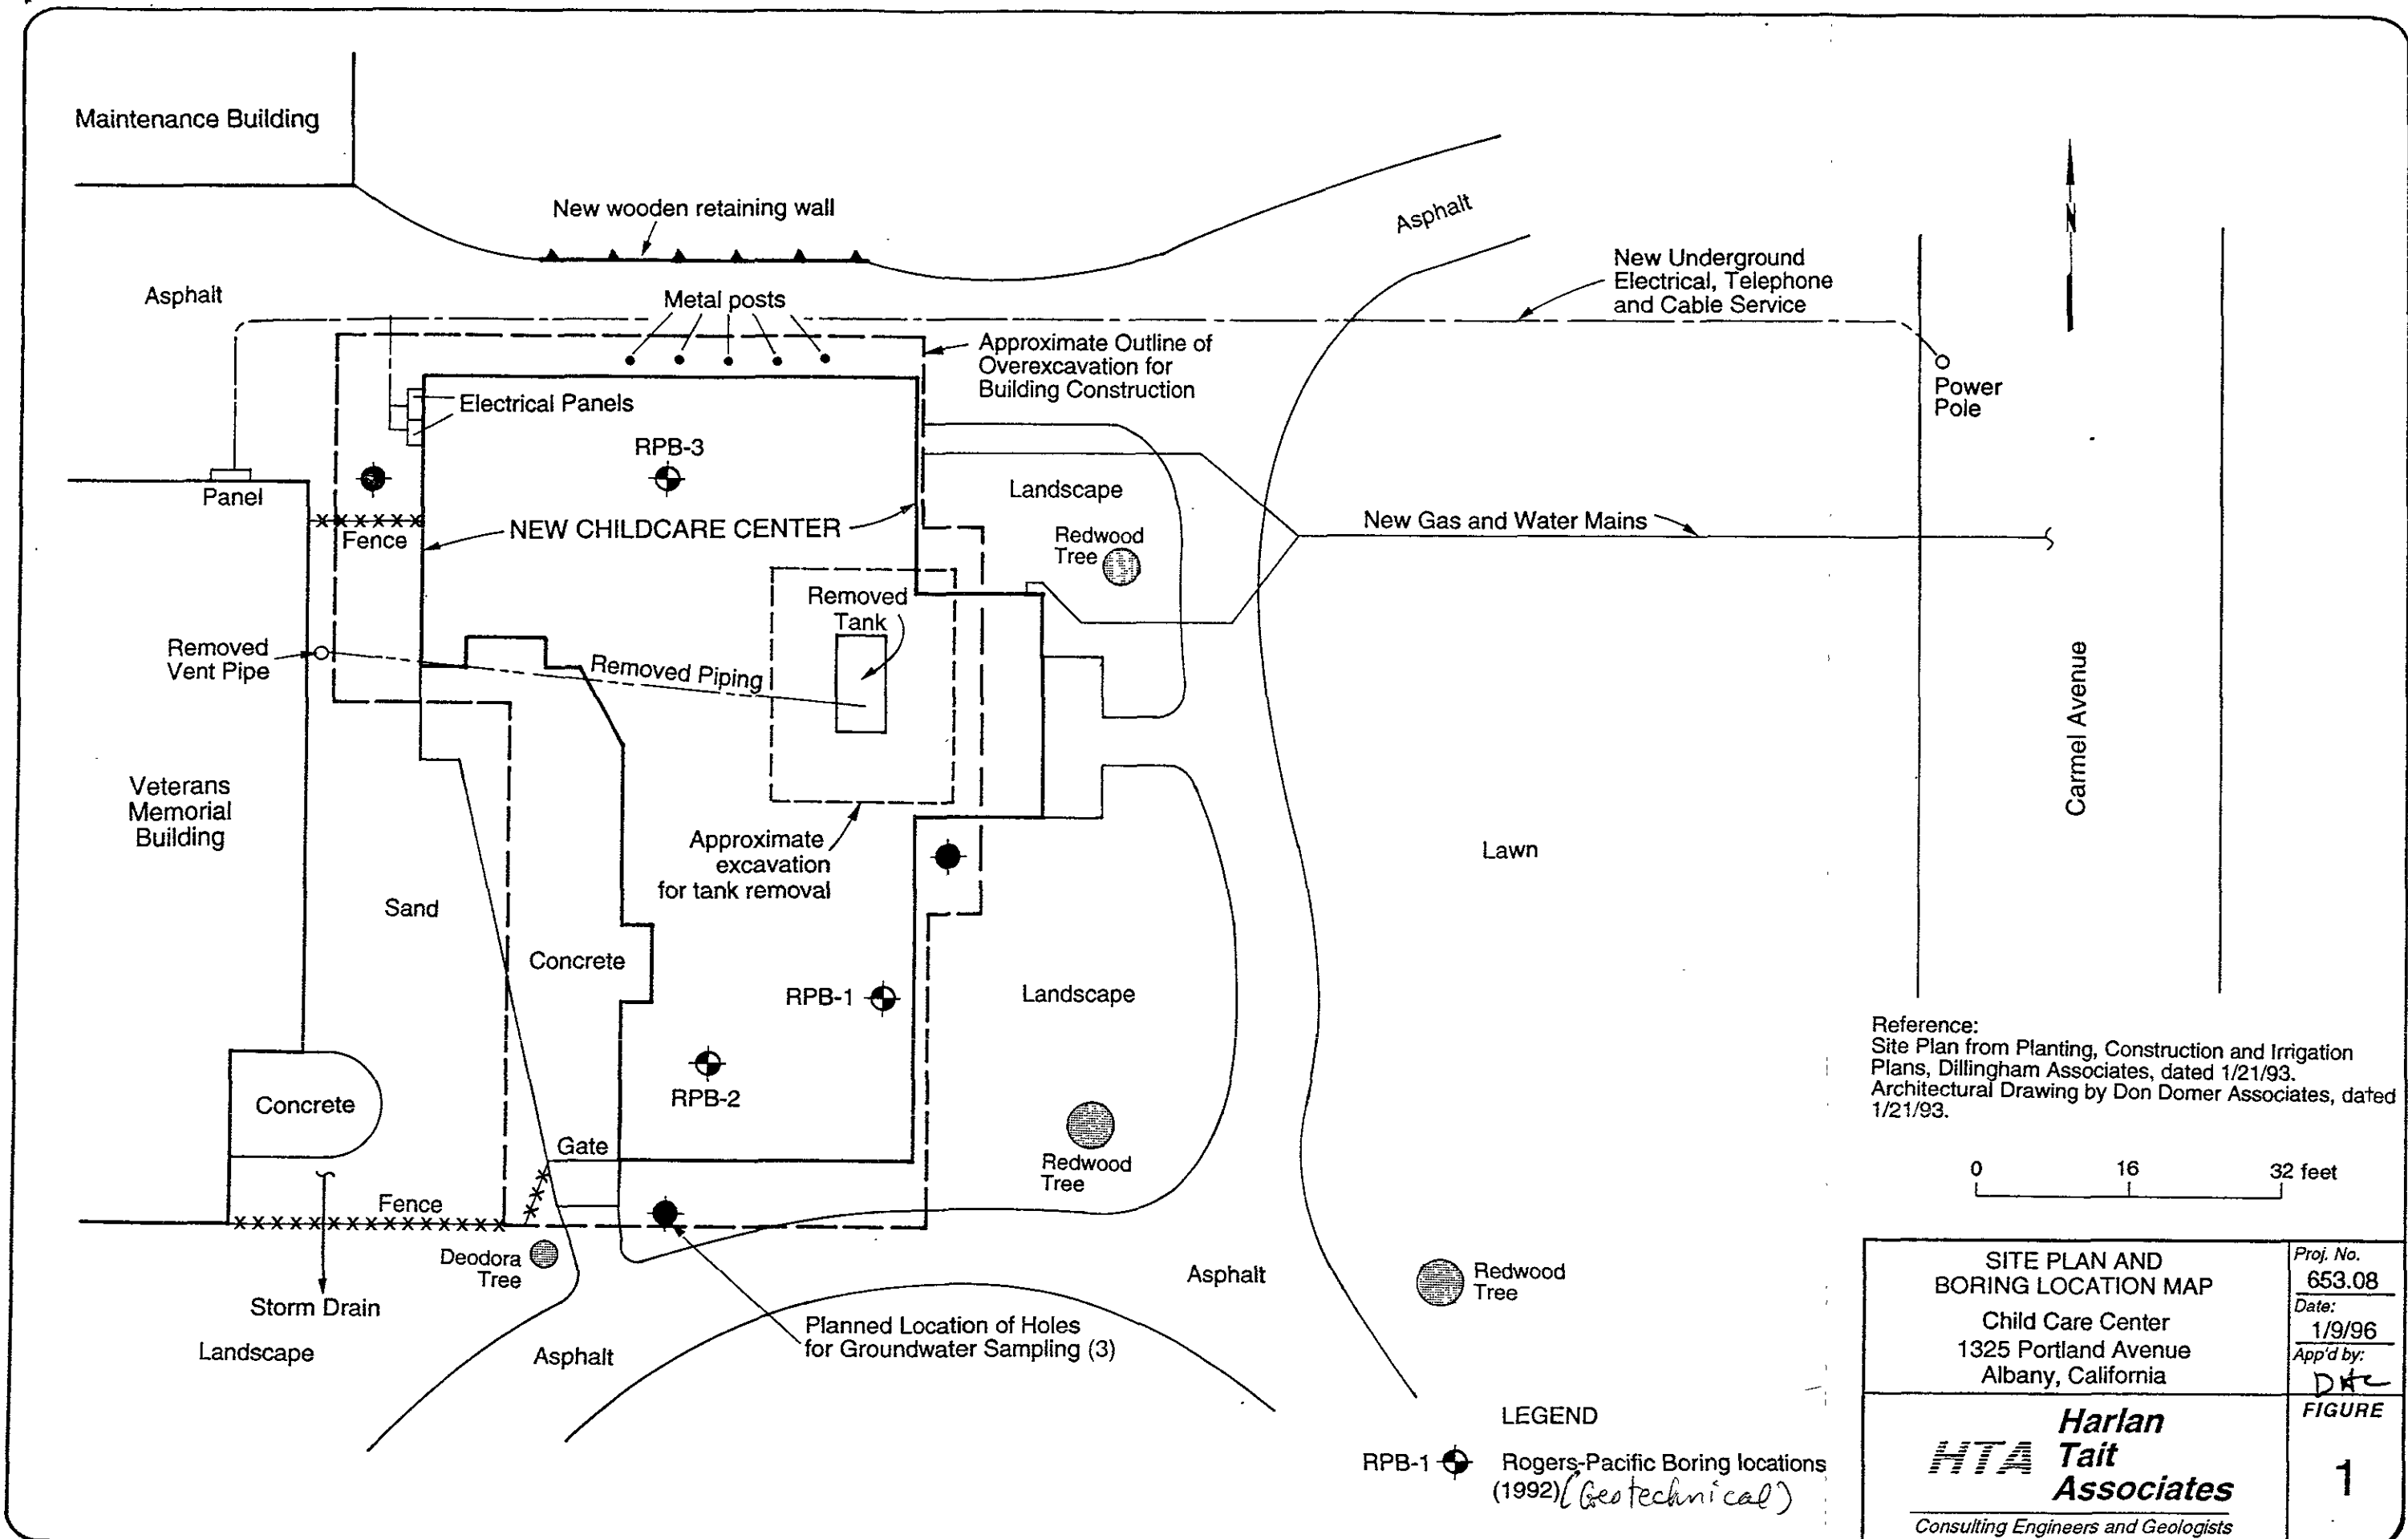 Maintenance Building
New wooden retaining wall
Asphalt
Asphalt
Metal posts
New Underground
Electrical, Telephone
and Cable Service
N
Approximate Outline of
Overexcavation for
Building Construction
Power
Pole
Electrical Panels
RPB-3
Panel
Landscape
Fence
NEW CHILDCARE CENTER
New Gas and Water Mains
Redwood
Tree
Removed
Tank
Removed
Vent Pipe
Removed Piping
Carmel Avenue
Veterans
Memorial
Building
Approximate
excavation
for tank removal
Lawn
Sand
Concrete
RPB-1
Landscape
RPB-2
Concrete
Gate
Redwood
Tree
Fence
Deodora
Tree
Storm Drain
Landscape
Asphalt
Planned Location of Holes
for Groundwater Sampling (3)
Asphalt
Redwood
Tree
Reference:
Site Plan from Planting, Construction and Irrigation
Plans, Dillingham Associates, dated 1/21/93.
Architectural Drawing by Don Domer Associates, dated
1/21/93.
0 16 32 feet
LEGEND
RPB-1 Rogers-Pacific Boring locations
(1992) (Geotechnical)
SITE PLAN AND
BORING LOCATION MAP
Child Care Center
1325 Portland Avenue
Albany, California
Proj. No.
653.08
Date:
1/9/96
App'd by:
HTA
Harlan
Tait
Associates
Consulting Engineers and Geologists
FIGURE
1